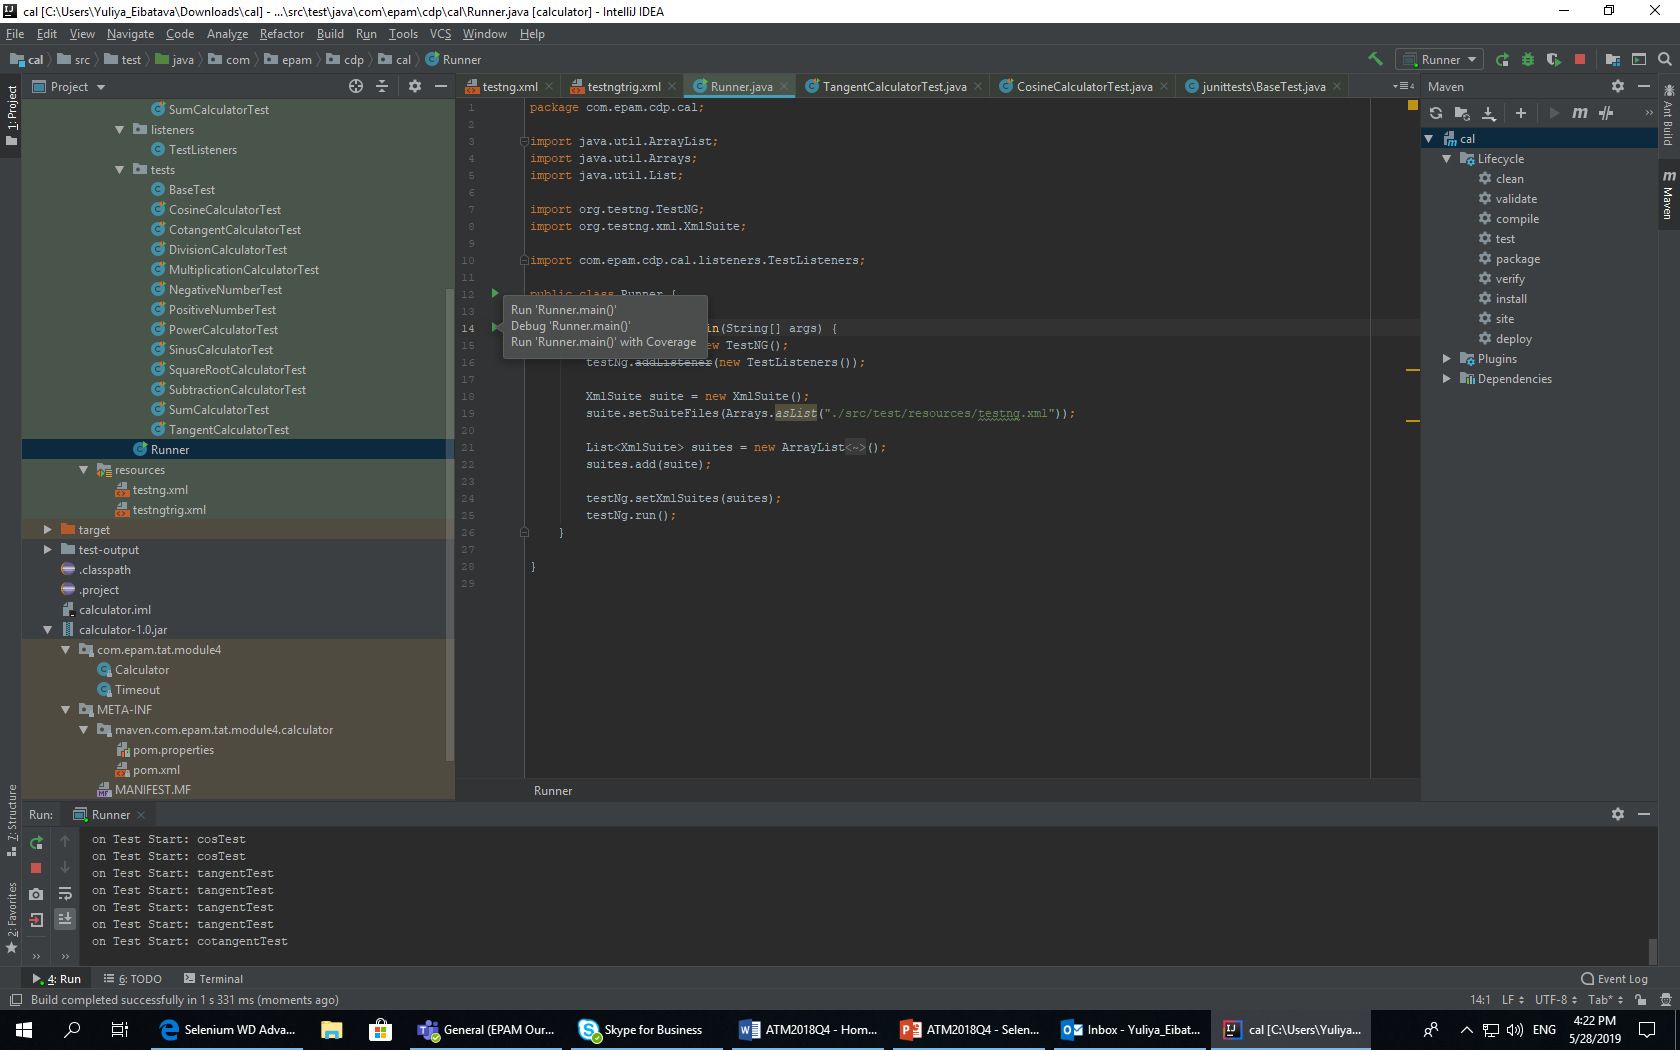 cal [C:\Users\Yuliya_Eibatava\Downloads\cal] - ...\src\test\java\com\epam\cdp\cal\Runner.java [calculator] - IntelliJ IDEA
File Edit View Navigate Code Analyze Refactor Build Run Tools VCS Window Help
cal src test java com epam cdp cal Runner
Runner
1: Project
Project
SumCalculatorTest
listeners
TestListeners
tests
BaseTest
CosineCalculatorTest
CotangentCalculatorTest
DivisionCalculatorTest
MultiplicationCalculatorTest
NegativeNumberTest
PositiveNumberTest
PowerCalculatorTest
SinusCalculatorTest
SquareRootCalculatorTest
SubtractionCalculatorTest
SumCalculatorTest
TangentCalculatorTest
Runner
resources
testng.xml
testngtrig.xml
target
test-output
.classpath
.project
calculator.iml
calculator-1.0.jar
com.epam.tat.module4
Calculator
Timeout
META-INF
maven.com.epam.tat.module4.calculator
pom.properties
pom.xml
MANIFEST.MF
testng.xml testngtrig.xml Runner.java TangentCalculatorTest.java CosineCalculatorTest.java junittests\BaseTest.java
1 package com.epam.cdp.cal;
2
3 import java.util.ArrayList;
4 import java.util.Arrays;
5 import java.util.List;
6
7 import org.testng.TestNG;
8 import org.testng.xml.XmlSuite;
9
10 import com.epam.cdp.cal.listeners.TestListeners;
11
12 public class Runner {
13
Run 'Runner.main()'
Debug 'Runner.main()'
Run 'Runner.main()' with Coverage
14 in(String[] args) {
15 ew TestNG();
16 testNg.addListener(new TestListeners());
17
18 XmlSuite suite = new XmlSuite();
19 suite.setSuiteFiles(Arrays.asList("./src/test/resources/testng.xml"));
20
21 List<XmlSuite> suites = new ArrayList<~>();
22 suites.add(suite);
23
24 testNg.setXmlSuites(suites);
25 testNg.run();
26 }
27
28 }
29
Runner
Maven
cal
Lifecycle
clean
validate
compile
test
package
verify
install
site
deploy
Plugins
Dependencies
Ant Build
Maven
7: Structure
2: Favorites
Run: Runner
on Test Start: cosTest
on Test Start: cosTest
on Test Start: tangentTest
on Test Start: tangentTest
on Test Start: tangentTest
on Test Start: tangentTest
on Test Start: cotangentTest
4: Run 6: TODO Terminal Event Log
Build completed successfully in 1 s 331 ms (moments ago) 14:1 LF UTF-8 Tab*
Selenium WD Adva... General (EPAM Our... Skype for Business ATM2018Q4 - Hom... ATM2018Q4 - Selen... Inbox - Yuliya_Eibat... cal [C:\Users\Yuliya... ENG 4:22 PM
5/28/2019